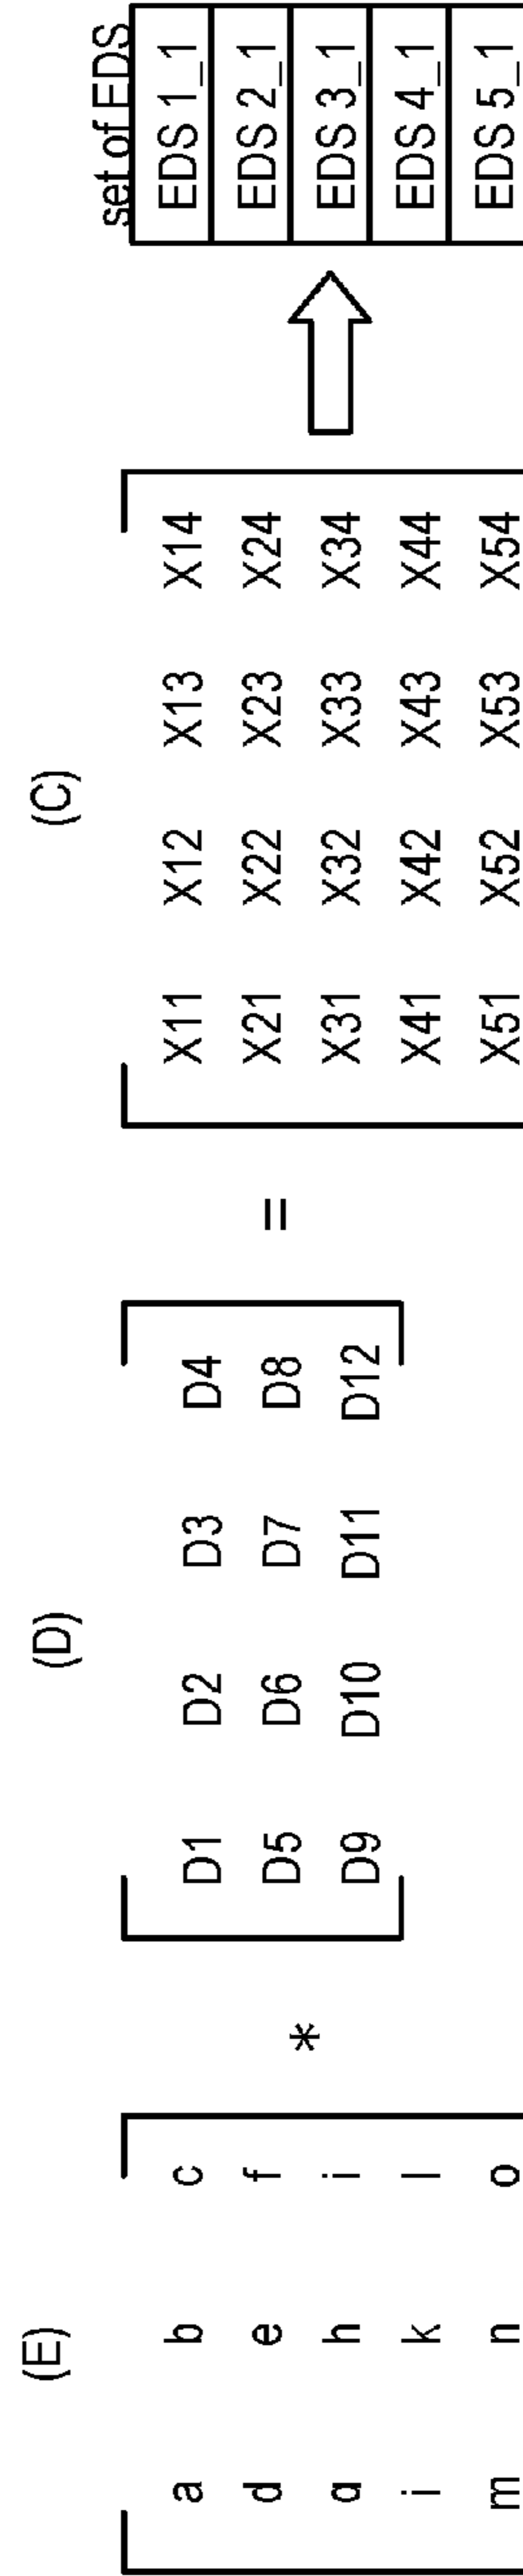 (E)
a b c
d e f
g h i
j k l
m n o
*
(D)
D1 D2 D3 D4
D5 D6 D7 D8
D9 D10 D11 D12
=
(C)
X11 X12 X13 X14
X21 X22 X23 X24
X31 X32 X33 X34
X41 X42 X43 X44
X51 X52 X53 X54
set of EDS
EDS 1_1
EDS 2_1
EDS 3_1
EDS 4_1
EDS 5_1